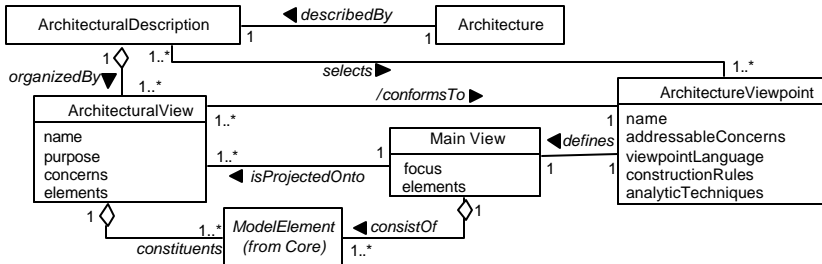 ArchitecturalDescription
◀ describedBy
Architecture
1
1
1
1..*
organizedBy
▼
1..*
selects ▶
1..*
ArchitecturalView
name
purpose
concerns
elements
/conformsTo ▶
1..*
1
ArchitectureViewpoint
name
addressableConcerns
viewpointLanguage
constructionRules
analyticTechniques
Main View
focus
elements
1..*
1
◀ isProjectedOnto
◀ defines
1
1
1
1
constituents
1..*
ModelElement
(from Core)
◀ consistOf
1..*